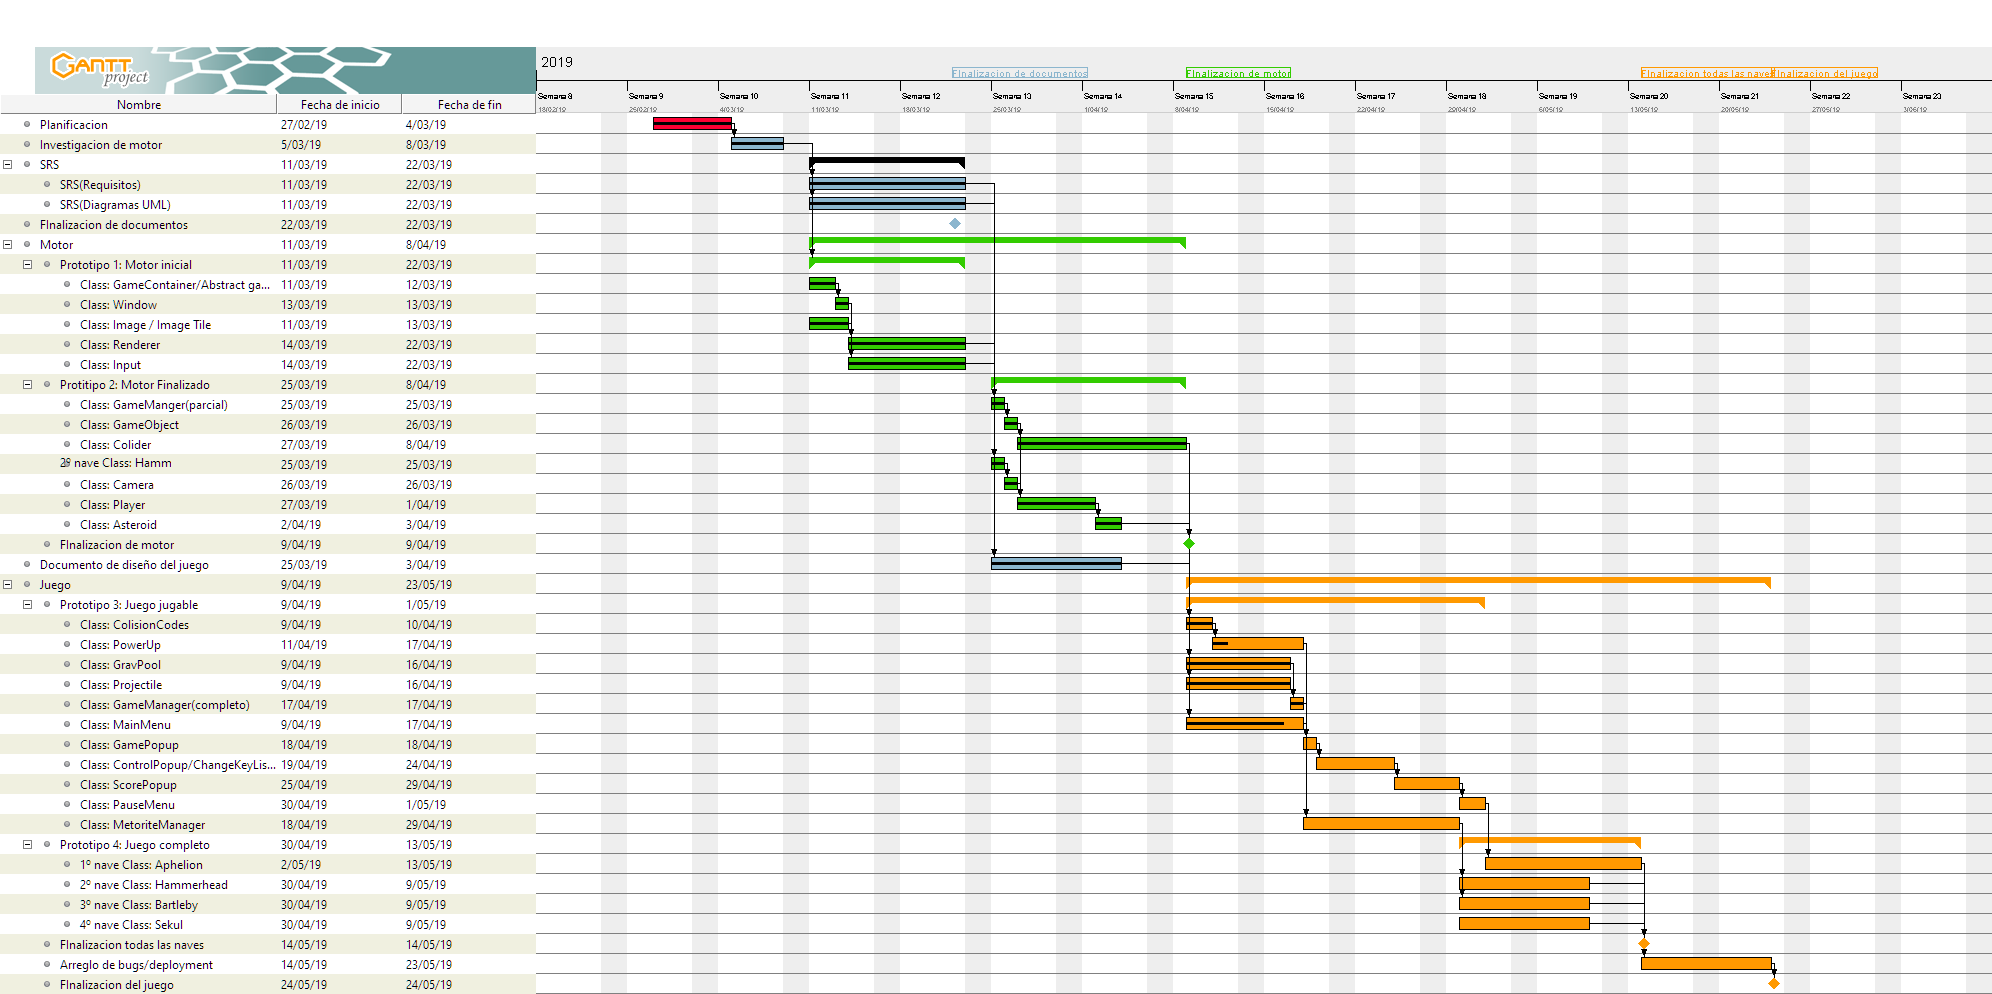 2019
GANTT
project
FInalizacion de documentos
FInalizacion de motor
FInalizacion todas las naves
FInalizacion del juego
Nombre Fecha de inicio Fecha de fin
Semana 8 Semana 9 Semana 10 Semana 11 Semana 12 Semana 13 Semana 14 Semana 15 Semana 16 Semana 17 Semana 18 Semana 19 Semana 20 Semana 21 Semana 22 Semana 23
18/02/19 25/02/19 4/03/19 11/03/19 18/03/19 25/03/19 1/04/19 8/04/19 15/04/19 22/04/19 29/04/19 6/05/19 13/05/19 20/05/19 27/05/19 3/06/19
Planificacion 27/02/19 4/03/19
Investigacion de motor 5/03/19 8/03/19
SRS 11/03/19 22/03/19
SRS(Requisitos) 11/03/19 22/03/19
SRS(Diagramas UML) 11/03/19 22/03/19
FInalizacion de documentos 22/03/19 22/03/19
Motor 11/03/19 8/04/19
Prototipo 1: Motor inicial 11/03/19 22/03/19
Class: GameContainer/Abstract ga... 11/03/19 12/03/19
Class: Window 13/03/19 13/03/19
Class: Image / Image Tile 11/03/19 13/03/19
Class: Renderer 14/03/19 22/03/19
Class: Input 14/03/19 22/03/19
Protitipo 2: Motor Finalizado 25/03/19 8/04/19
Class: GameManger(parcial) 25/03/19 25/03/19
Class: GameObject 26/03/19 26/03/19
Class: Colider 27/03/19 8/04/19
2º nave Class: Hamm 25/03/19 25/03/19
Class: Camera 26/03/19 26/03/19
Class: Player 27/03/19 1/04/19
Class: Asteroid 2/04/19 3/04/19
FInalizacion de motor 9/04/19 9/04/19
Documento de diseño del juego 25/03/19 3/04/19
Juego 9/04/19 23/05/19
Prototipo 3: Juego jugable 9/04/19 1/05/19
Class: ColisionCodes 9/04/19 10/04/19
Class: PowerUp 11/04/19 17/04/19
Class: GravPool 9/04/19 16/04/19
Class: Projectile 9/04/19 16/04/19
Class: GameManager(completo) 17/04/19 17/04/19
Class: MainMenu 9/04/19 17/04/19
Class: GamePopup 18/04/19 18/04/19
Class: ControlPopup/ChangeKeyLis... 19/04/19 24/04/19
Class: ScorePopup 25/04/19 29/04/19
Class: PauseMenu 30/04/19 1/05/19
Class: MetoriteManager 18/04/19 29/04/19
Prototipo 4: Juego completo 30/04/19 13/05/19
1º nave Class: Aphelion 2/05/19 13/05/19
2º nave Class: Hammerhead 30/04/19 9/05/19
3º nave Class: Bartleby 30/04/19 9/05/19
4º nave Class: Sekul 30/04/19 9/05/19
FInalizacion todas las naves 14/05/19 14/05/19
Arreglo de bugs/deployment 14/05/19 23/05/19
FInalizacion del juego 24/05/19 24/05/19